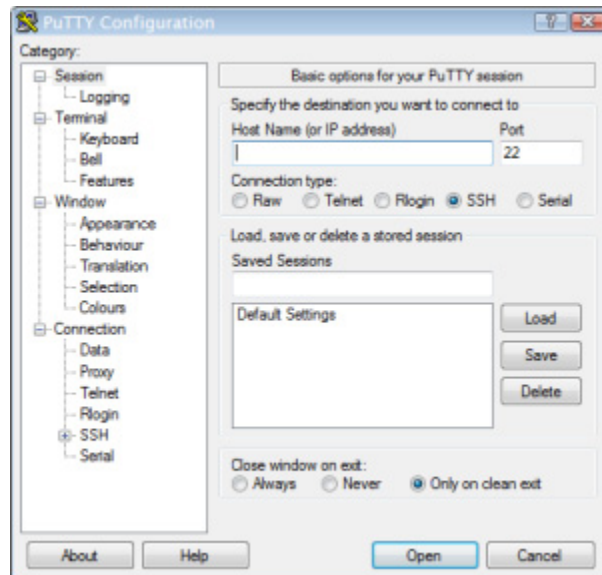 PuTTY Configuration
Category:
Session
Logging
Terminal
Keyboard
Bell
Features
Window
Appearance
Behaviour
Translation
Selection
Colours
Connection
Data
Proxy
Telnet
Rlogin
SSH
Serial
Basic options for your PuTTY session
Specify the destination you want to connect to
Host Name (or IP address) Port
22
Connection type:
Raw Telnet Rlogin SSH Serial
Load, save or delete a stored session
Saved Sessions
Default Settings
Load
Save
Delete
Close window on exit:
Always Never Only on clean exit
About Help Open Cancel